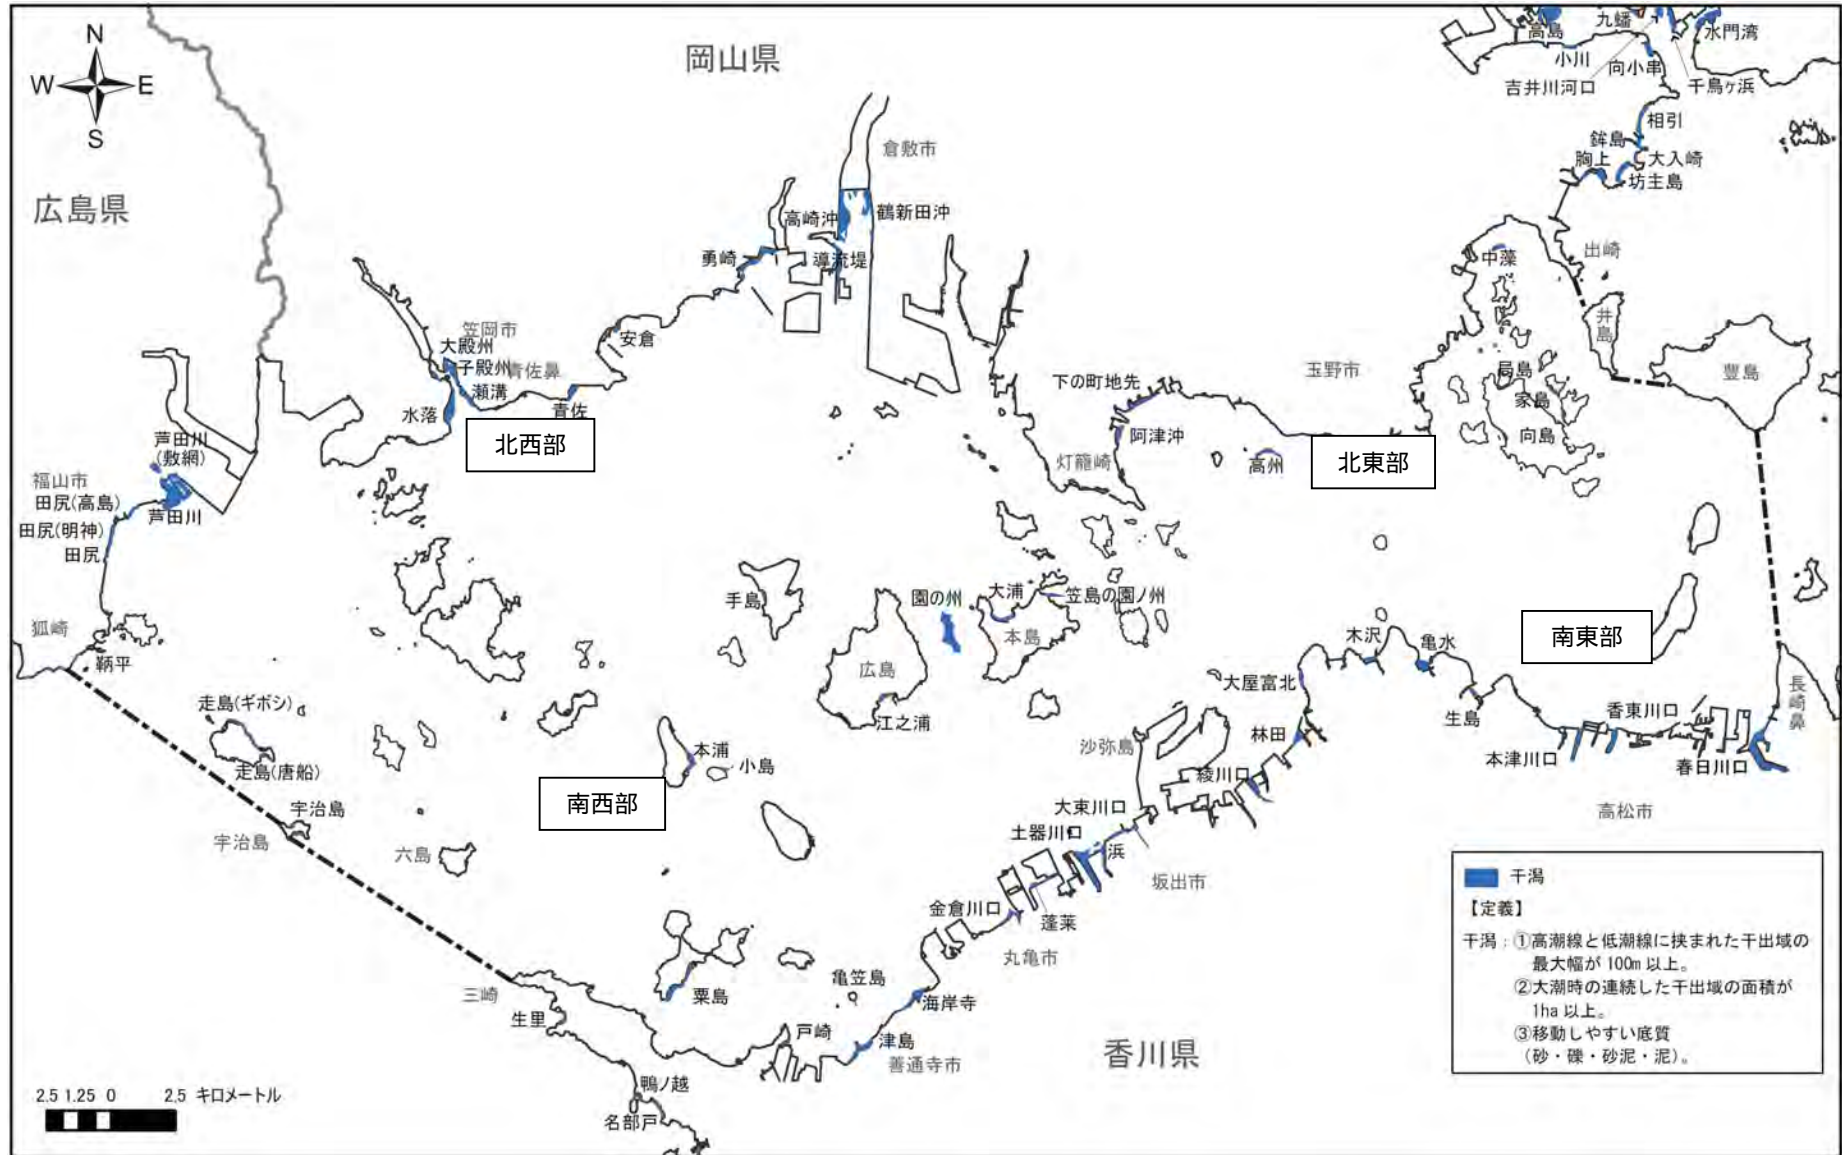 N
W
E
S
岡山県
広島県
高島
九蟠
水門湾
小川
向小串
吉井川河口
千鳥ヶ浜
相引
鉾島
大入崎
胸上
坊主島
倉敷市
高崎沖
鶴新田沖
勇崎
導流堤
出崎
中藻
井島
笠岡市
安倉
大殿州
子殿州
青佐鼻
瀬溝
水落
青佐
北西部
下の町地先
玉野市
局島
豊島
家島
阿津沖
向島
灯籠崎
高州
北東部
芦田川
(敷網)
福山市
田尻(高島)
芦田川
田尻(明神)
田尻
手島
園の州
大浦
笠島の園ノ州
本島
狐崎
鞆平
広島
木沢
亀水
南東部
走島(ギボシ)
江之浦
大屋富北
生島
香東川口
長崎鼻
本浦
小島
沙弥島
林田
走島(唐船)
綾川口
本津川口
春日川口
南西部
宇治島
宇治島
大束川口
高松市
六島
土器川口
浜
坂出市
金倉川口
蓬莱
丸亀市
三崎
粟島
亀笠島
海岸寺
生里
戸崎
津島
善通寺市
香川県
鴨ノ越
名部戸
2.5 1.25 0 2.5 キロメートル
干潟
【定義】
干潟：①高潮線と低潮線に挟まれた干出域の
最大幅が 100m 以上。
②大潮時の連続した干出域の面積が
1ha 以上。
③移動しやすい底質
（砂・礫・砂泥・泥）。